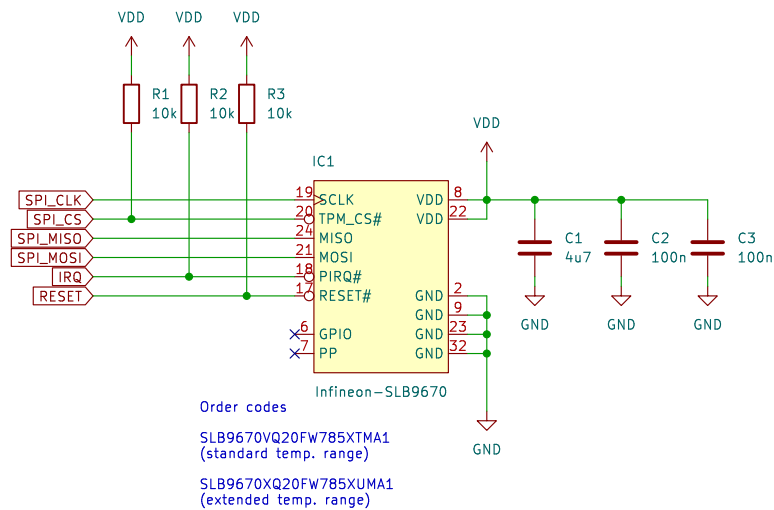 VDD VDD VDD
R1 R2 R3
10k 10k 10k
VDD
IC1
SPI_CLK 19 SCLK VDD 8
SPI_CS 20 TPM_CS# VDD 22
SPI_MISO 24 MISO
SPI_MOSI 21 MOSI
IRQ 18 PIRQ# GND 2
RESET 17 RESET# GND 9
6 GPIO GND 23
7 PP GND 32
C1 C2 C3
4u7 100n 100n
GND GND GND
Infineon-SLB9670
GND
Order codes
SLB9670VQ20FW785XTMA1
(standard temp. range)
SLB9670XQ20FW785XUMA1
(extended temp. range)